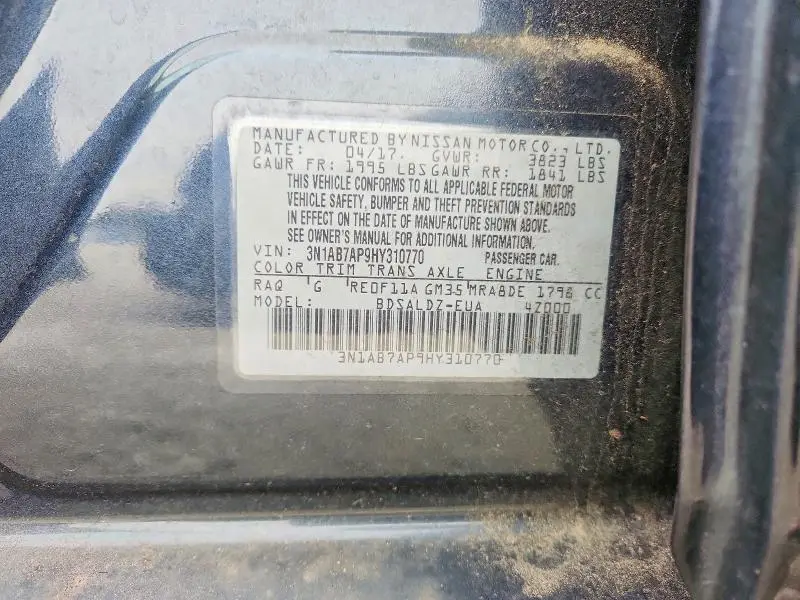 MANUFACTURED BY NISSAN MOTOR CO., LTD.
DATE: 04/17. GVWR: 3823 LBS
GAWR FR: 1995 LBS GAWR RR: 1841 LBS
THIS VEHICLE CONFORMS TO ALL APPLICABLE FEDERAL MOTOR
VEHICLE SAFETY, BUMPER AND THEFT PREVENTION STANDARDS
IN EFFECT ON THE DATE OF MANUFACTURE SHOWN ABOVE.
SEE OWNER'S MANUAL FOR ADDITIONAL INFORMATION.
VIN: 3N1AB7AP9HY310770 PASSENGER CAR.
COLOR TRIM TRANS AXLE ENGINE
RAQ G RE0F11A GM35 MRA8DE 1798 CC
MODEL: BDSALDZ-EUA 4Z000
3N1AB7AP9HY310770